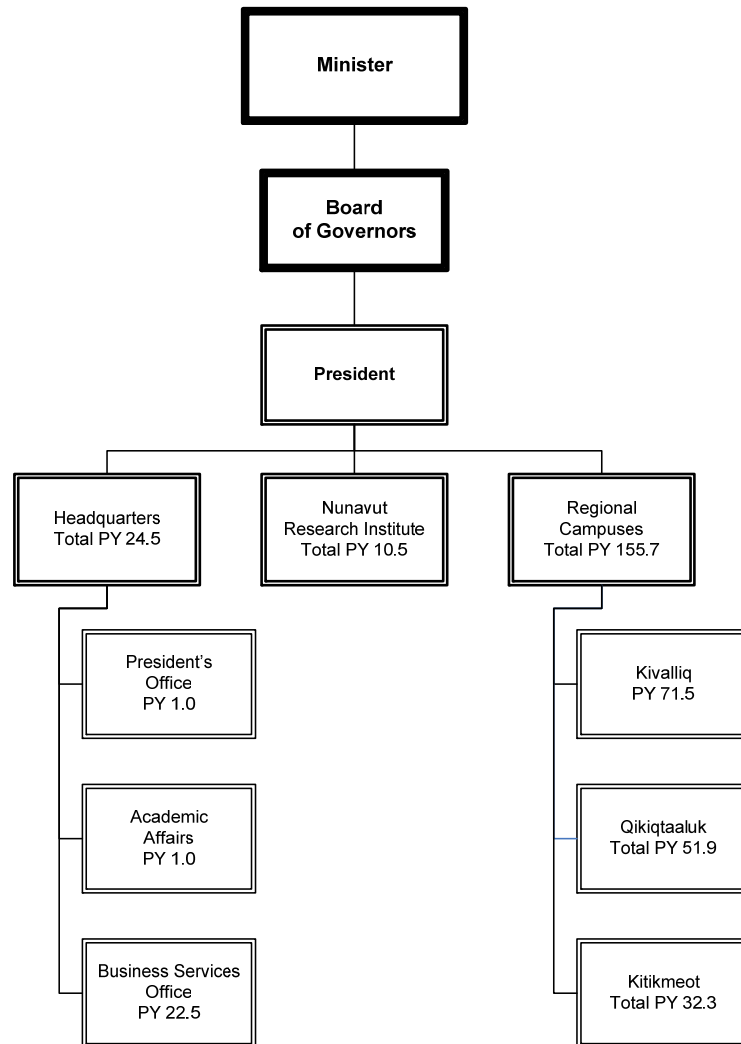 Minister
Board
of Governors
President
Headquarters
Total PY 24.5
Nunavut
Research Institute
Total PY 10.5
Regional
Campuses
Total PY 155.7
President's
Office
PY 1.0
Academic
Affairs
PY 1.0
Business Services
Office
PY 22.5
Kivalliq
PY 71.5
Qikiqtaaluk
Total PY 51.9
Kitikmeot
Total PY 32.3